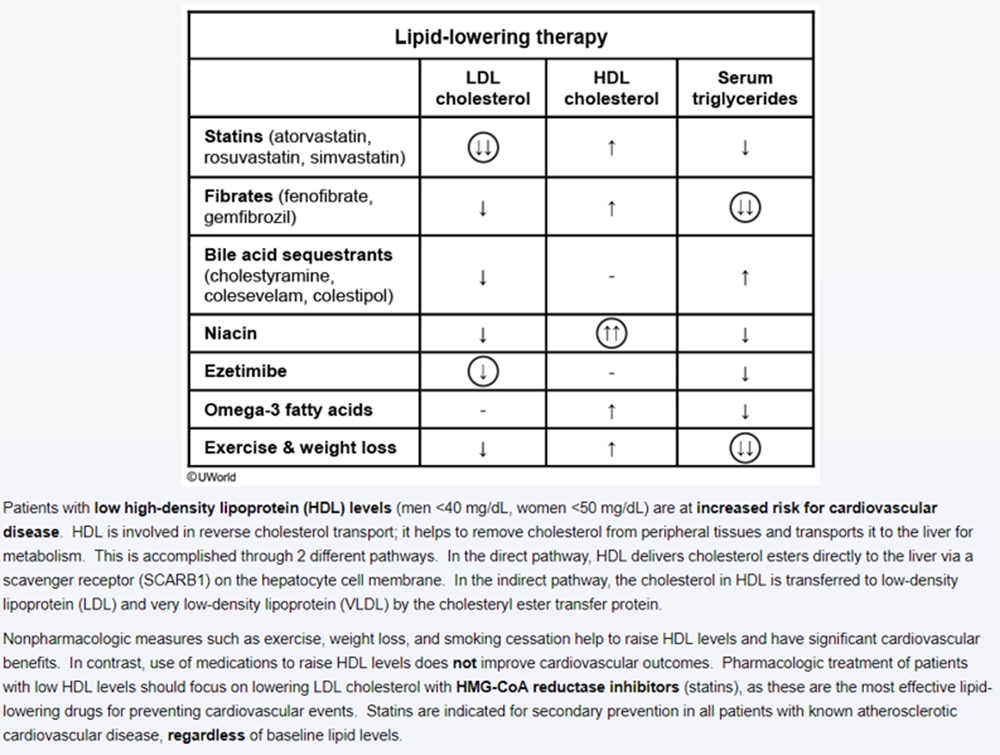 Lipid-lowering therapy
LDL cholesterol HDL cholesterol Serum triglycerides
Statins (atorvastatin,
rosuvastatin, simvastatin) ↓↓ ↑ ↓
Fibrates (fenofibrate,
gemfibrozil) ↓ ↑ ↓↓
Bile acid sequestrants
(cholestyramine,
colesevelam, colestipol) ↓ - ↑
Niacin ↓ ↑↑ ↓
Ezetimibe ↓ - ↓
Omega-3 fatty acids - ↑ ↓
Exercise & weight loss ↓ ↑ ↓↓
©UWorld
Patients with low high-density lipoprotein (HDL) levels (men <40 mg/dL, women <50 mg/dL) are at increased risk for cardiovascular
disease. HDL is involved in reverse cholesterol transport; it helps to remove cholesterol from peripheral tissues and transports it to the liver for
metabolism. This is accomplished through 2 different pathways. In the direct pathway, HDL delivers cholesterol esters directly to the liver via a
scavenger receptor (SCARB1) on the hepatocyte cell membrane. In the indirect pathway, the cholesterol in HDL is transferred to low-density
lipoprotein (LDL) and very low-density lipoprotein (VLDL) by the cholesteryl ester transfer protein.
Nonpharmacologic measures such as exercise, weight loss, and smoking cessation help to raise HDL levels and have significant cardiovascular
benefits. In contrast, use of medications to raise HDL levels does not improve cardiovascular outcomes. Pharmacologic treatment of patients
with low HDL levels should focus on lowering LDL cholesterol with HMG-CoA reductase inhibitors (statins), as these are the most effective lipid-
lowering drugs for preventing cardiovascular events. Statins are indicated for secondary prevention in all patients with known atherosclerotic
cardiovascular disease, regardless of baseline lipid levels.